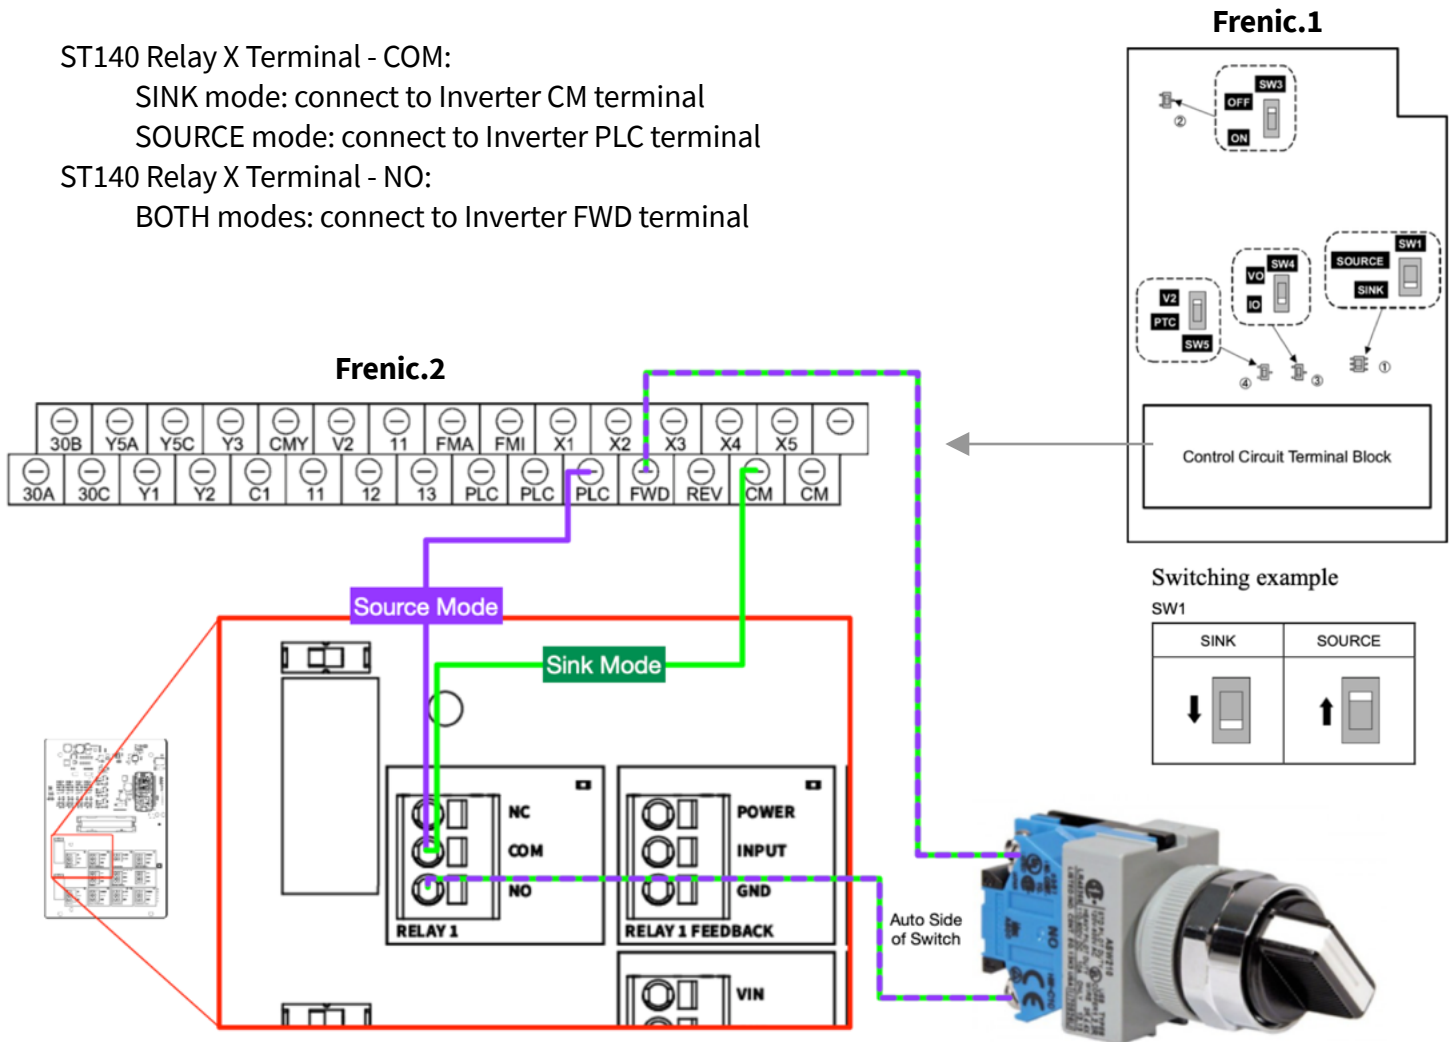 Frenic.1
ST140 Relay X Terminal - COM:
SINK mode: connect to Inverter CM terminal
SOURCE mode: connect to Inverter PLC terminal
ST140 Relay X Terminal - NO:
BOTH modes: connect to Inverter FWD terminal
SW3
OFF
ON
②
SW1
SOURCE
SINK
SW4
VO
IO
V2
PTC
SW5
①
③
④
Frenic.2
30B Y5A Y5C Y3 CMY V2 11 FMA FMI X1 X2 X3 X4 X5
30A 30C Y1 Y2 C1 11 12 13 PLC PLC PLC FWD REV CM CM
Control Circuit Terminal Block
Switching example
SW1
SINK SOURCE
Source Mode
Sink Mode
NC
COM
NO
RELAY 1
POWER
INPUT
GND
RELAY 1 FEEDBACK
VIN
Auto Side
of Switch
NO
CE